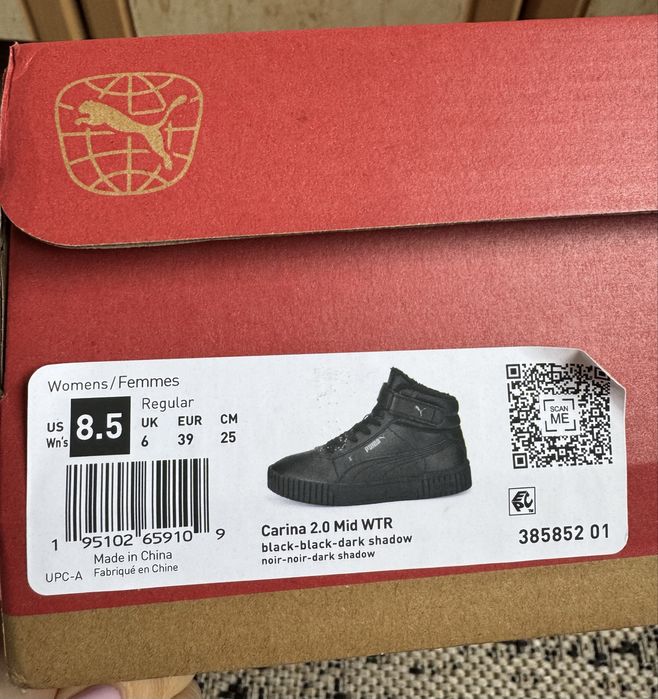 Womens/Femmes
Regular
US UK EUR CM
Wn's 8.5 6 39 25
1 95102 65910 9
Made in China
UPC-A Fabriqué en Chine
PUMA
Carina 2.0 Mid WTR
black-black-dark shadow
noir-noir-dark shadow
SCAN
ME
385852 01